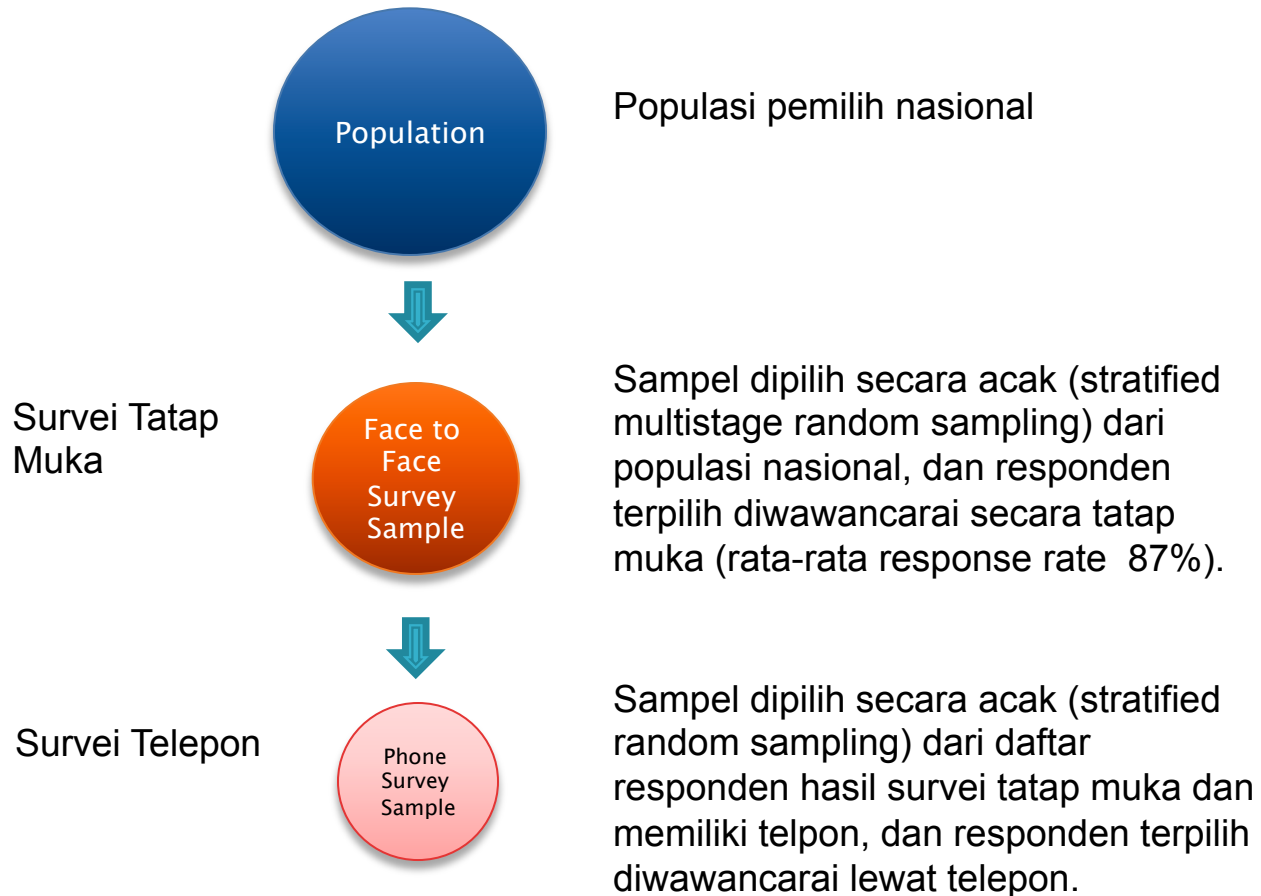 Population
Populasi pemilih nasional
Survei Tatap
Muka
Face to
Face
Survey
Sample
Sampel dipilih secara acak (stratified
multistage random sampling) dari
populasi nasional, dan responden
terpilih diwawancarai secara tatap
muka (rata-rata response rate  87%).
Survei Telepon
Phone
Survey
Sample
Sampel dipilih secara acak (stratified
random sampling) dari daftar
responden hasil survei tatap muka dan
memiliki telpon, dan responden terpilih
diwawancarai lewat telepon.